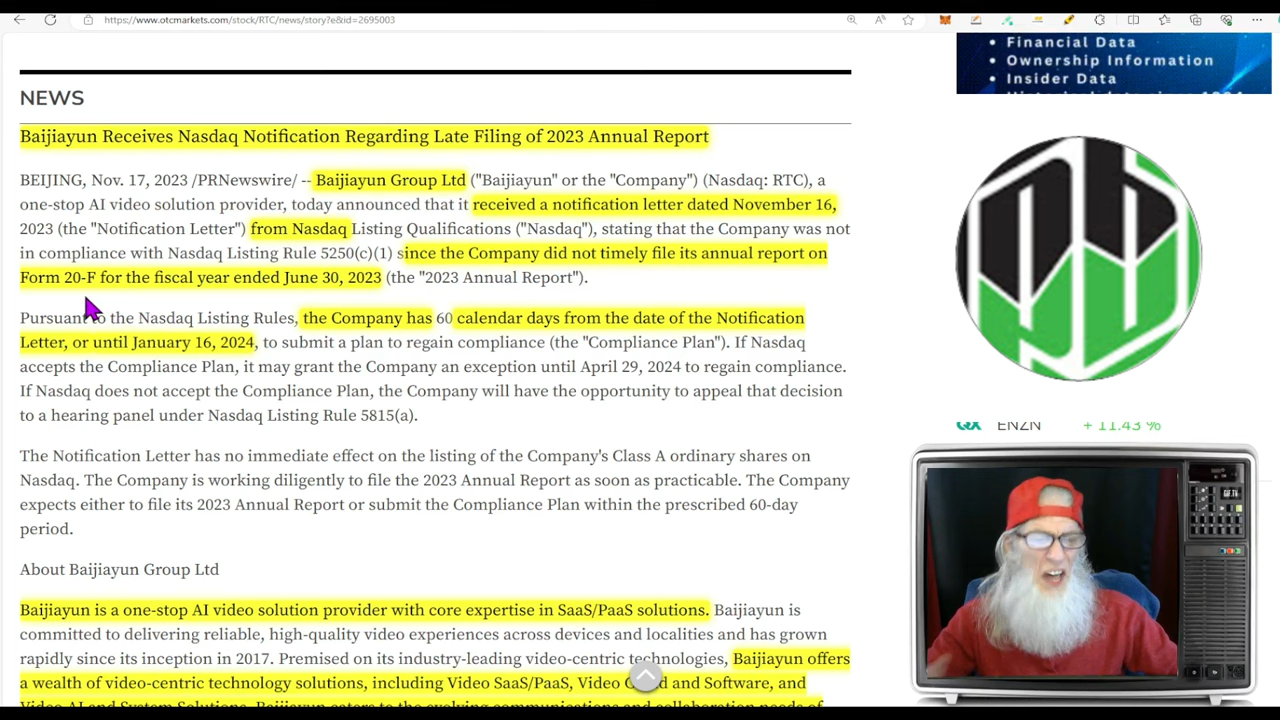 https://www.otcmarkets.com/stock/RTC/news/story?e&id=2695003
• Financial Data
• Ownership Information
• Insider Data
NEWS
Baijiayun Receives Nasdaq Notification Regarding Late Filing of 2023 Annual Report
BEIJING, Nov. 17, 2023 /PRNewswire/ -- Baijiayun Group Ltd ("Baijiayun" or the "Company") (Nasdaq: RTC), a
one-stop AI video solution provider, today announced that it received a notification letter dated November 16,
2023 (the "Notification Letter") from Nasdaq Listing Qualifications ("Nasdaq"), stating that the Company was not
in compliance with Nasdaq Listing Rule 5250(c)(1) since the Company did not timely file its annual report on
Form 20-F for the fiscal year ended June 30, 2023 (the "2023 Annual Report").
Pursuant to the Nasdaq Listing Rules, the Company has 60 calendar days from the date of the Notification
Letter, or until January 16, 2024, to submit a plan to regain compliance (the "Compliance Plan"). If Nasdaq
accepts the Compliance Plan, it may grant the Company an exception until April 29, 2024 to regain compliance.
If Nasdaq does not accept the Compliance Plan, the Company will have the opportunity to appeal that decision
to a hearing panel under Nasdaq Listing Rule 5815(a).
The Notification Letter has no immediate effect on the listing of the Company's Class A ordinary shares on
Nasdaq. The Company is working diligently to file the 2023 Annual Report as soon as practicable. The Company
expects either to file its 2023 Annual Report or submit the Compliance Plan within the prescribed 60-day
period.
About Baijiayun Group Ltd
Baijiayun is a one-stop AI video solution provider with core expertise in SaaS/PaaS solutions. Baijiayun is
committed to delivering reliable, high-quality video experiences across devices and localities and has grown
rapidly since its inception in 2017. Premised on its industry-leading video-centric technologies, Baijiayun offers
a wealth of video-centric technology solutions, including Video SaaS/PaaS, Video Cloud and Software, and
QX ENZN + 11.43 %
GIF.TV